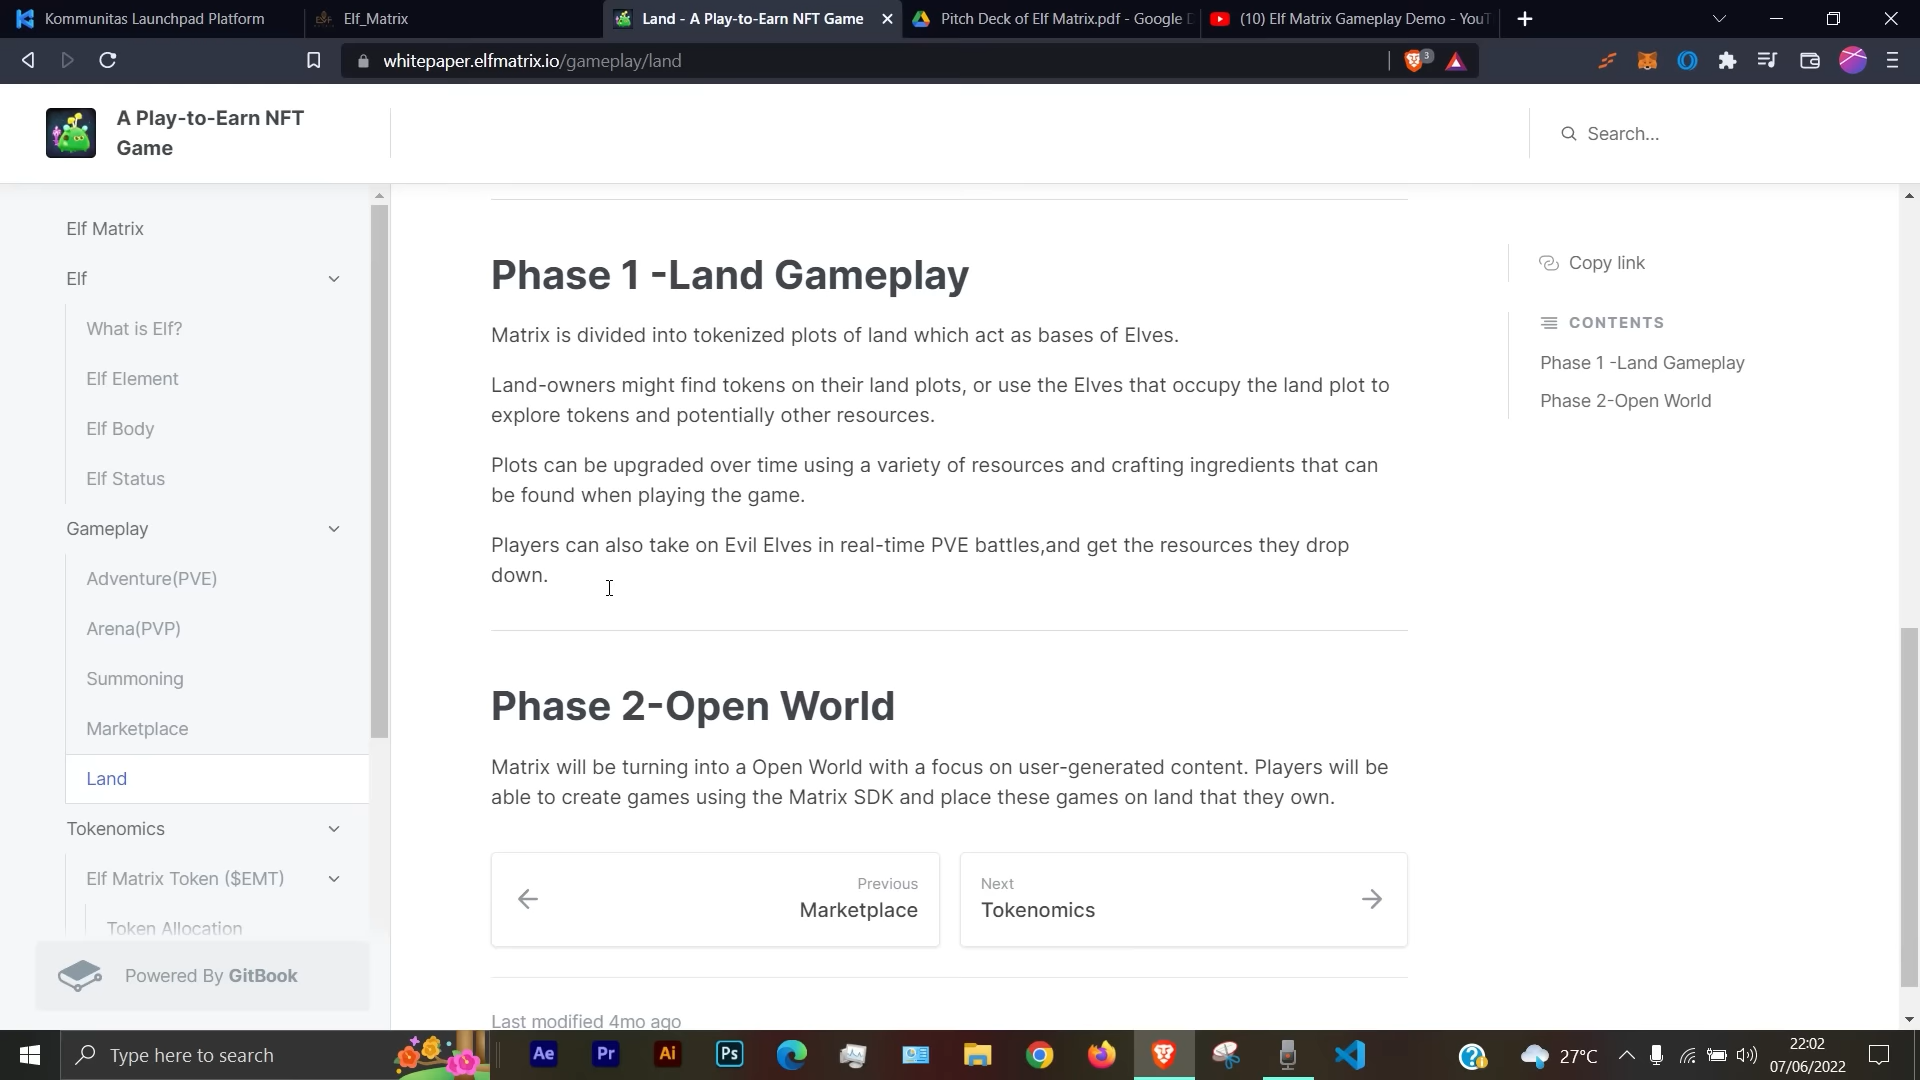 Kommunitas Launchpad Platform
Elf_Matrix
Land - A Play-to-Earn NFT Game
Pitch Deck of Elf Matrix.pdf - Google
(10) Elf Matrix Gameplay Demo - YouT
whitepaper.elfmatrix.io/gameplay/land
3
A Play-to-Earn NFT
Game
Search...
Elf Matrix
Elf
What is Elf?
Elf Element
Elf Body
Elf Status
Gameplay
Adventure(PVE)
Arena(PVP)
Summoning
Marketplace
Land
Tokenomics
Elf Matrix Token ($EMT)
Token Allocation
Powered By GitBook
Phase 1 -Land Gameplay
Matrix is divided into tokenized plots of land which act as bases of Elves.
Land-owners might find tokens on their land plots, or use the Elves that occupy the land plot to
explore tokens and potentially other resources.
Plots can be upgraded over time using a variety of resources and crafting ingredients that can
be found when playing the game.
Players can also take on Evil Elves in real-time PVE battles,and get the resources they drop
down.
Phase 2-Open World
Matrix will be turning into a Open World with a focus on user-generated content. Players will be
able to create games using the Matrix SDK and place these games on land that they own.
Previous
Marketplace
Next
Tokenomics
Last modified 4mo ago
Copy link
CONTENTS
Phase 1 -Land Gameplay
Phase 2-Open World
Type here to search
Ae
Pr
Ai
Ps
27°C
22:02
07/06/2022